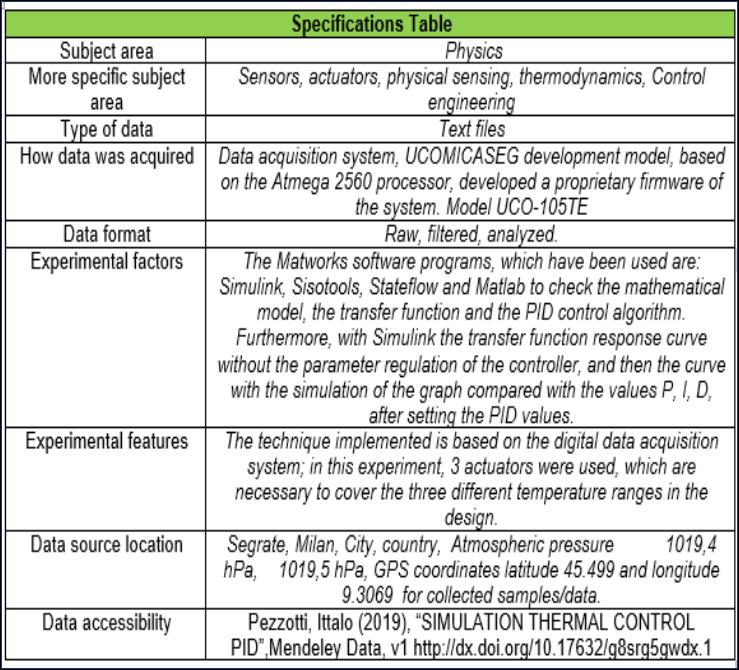 Specifications Table
Subject area
Physics
More specific subject
area
Sensors, actuators, physical sensing, thermodynamics, Control
engineering
Type of data
Text files
How data was acquired
Data acquisition system, UCOMICASEG development model, based
on the Atmega 2560 processor, developed a proprietary firmware of
the system. Model UCO-105TE
Data format
Raw, filtered, analyzed.
Experimental factors
The Matworks software programs, which have been used are:
Simulink, Sisotools, Stateflow and Matlab to check the mathematical
model, the transfer function and the PID control algorithm.
Furthermore, with Simulink the transfer function response curve
without the parameter regulation of the controller, and then the curve
with the simulation of the graph compared with the values P, I, D,
after setting the PID values.
Experimental features
The technique implemented is based on the digital data acquisition
system; in this experiment, 3 actuators were used, which are
necessary to cover the three different temperature ranges in the
design.
Data source location
Segrate, Milan, City, country, Atmospheric pressure 1019,4
hPa, 1019,5 hPa, GPS coordinates latitude 45.499 and longitude
9.3069 for collected samples/data.
Data accessibility
Pezzotti, Ittalo (2019), “SIMULATION THERMAL CONTROL
PID”,Mendeley Data, v1 http://dx.doi.org/10.17632/g8srg5gwdx.1